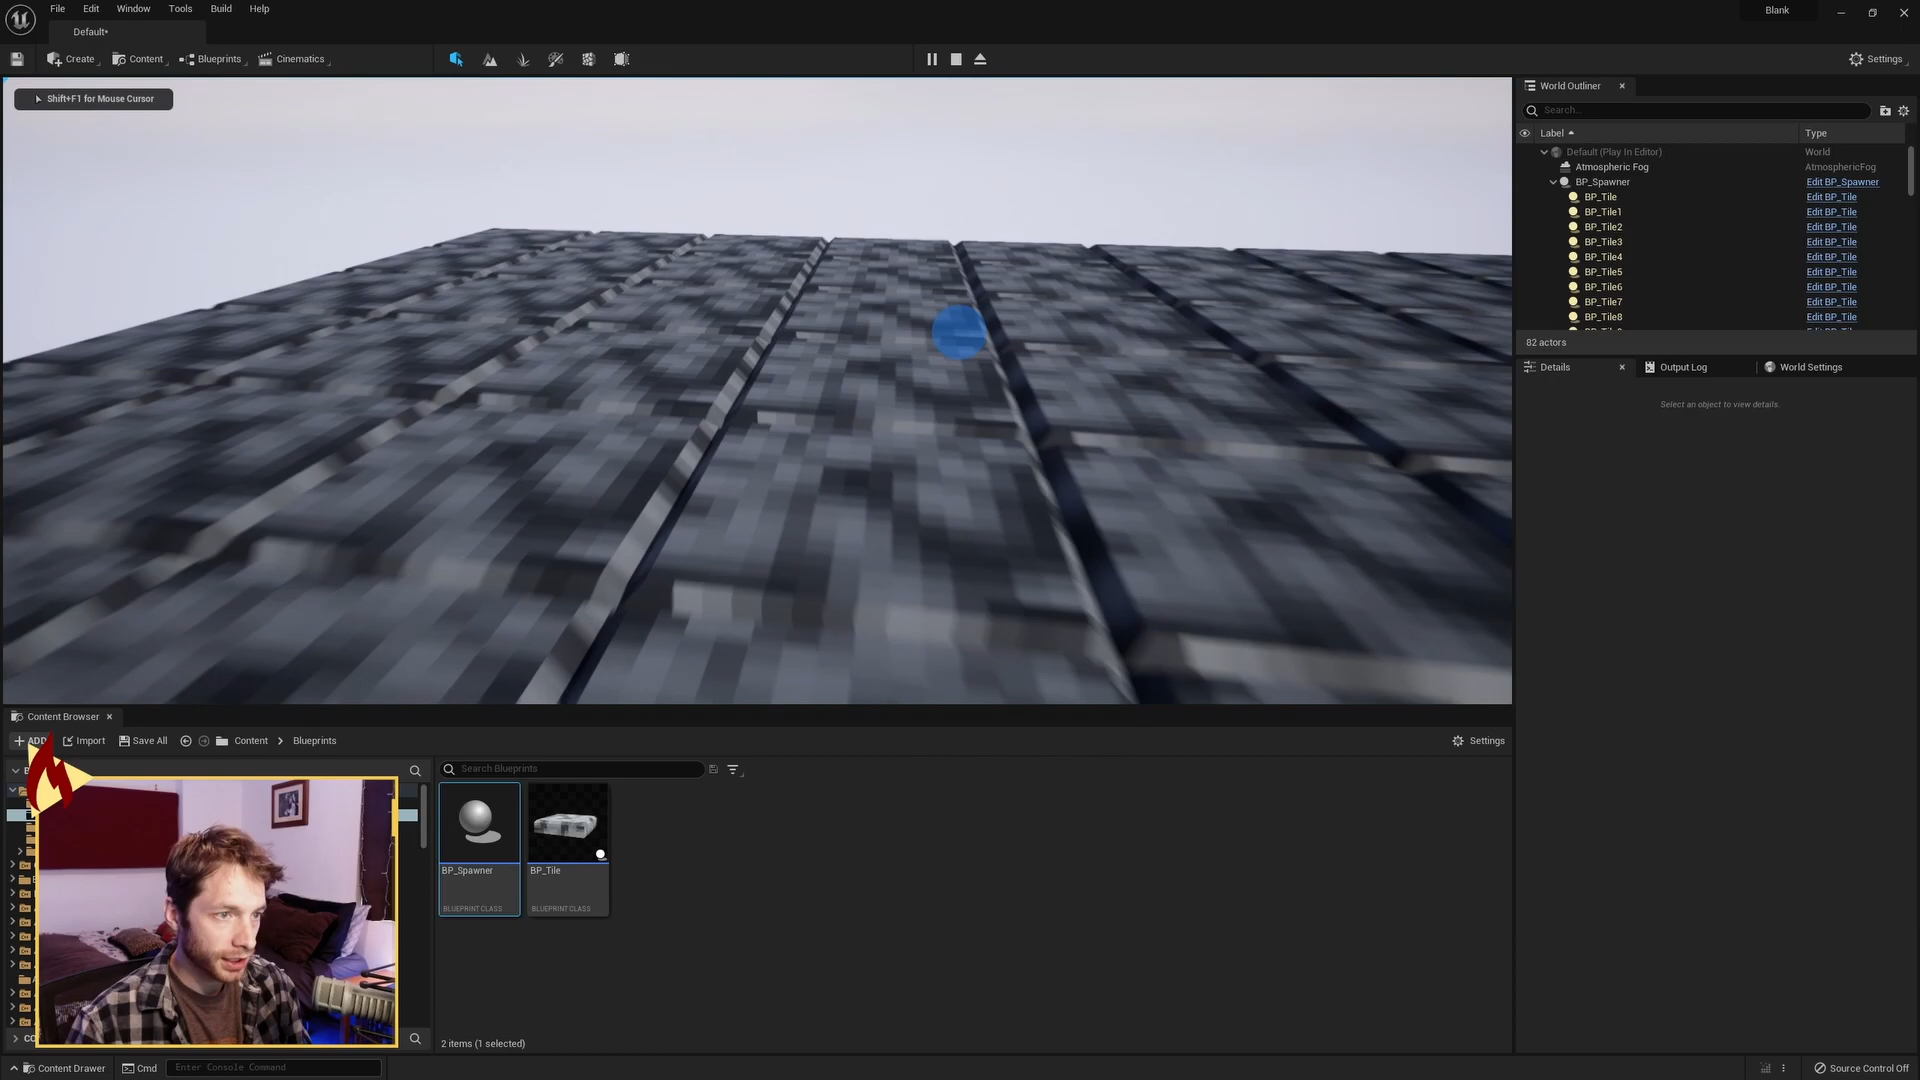 File Edit Window Tools Build Help
Blank
Default*
Create Content Blueprints Cinematics
Settings
Shift+F1 for Mouse Cursor
World Outliner
Search...
Label Type
Default (Play In Editor) World
Atmospheric Fog AtmosphericFog
BP_Spawner Edit BP_Spawner
BP_Tile Edit BP_Tile
BP_Tile1 Edit BP_Tile
BP_Tile2 Edit BP_Tile
BP_Tile3 Edit BP_Tile
BP_Tile4 Edit BP_Tile
BP_Tile5 Edit BP_Tile
BP_Tile6 Edit BP_Tile
BP_Tile7 Edit BP_Tile
BP_Tile8 Edit BP_Tile
82 actors
Details Output Log World Settings
Select an object to view details.
Content Browser
ADD Import Save All Content Blueprints Settings
Search Blueprints
BP_Spawner BP_Tile
BLUEPRINT CLASS BLUEPRINT CLASS
2 items (1 selected)
Content Drawer Cmd Enter Console Command Source Control Off